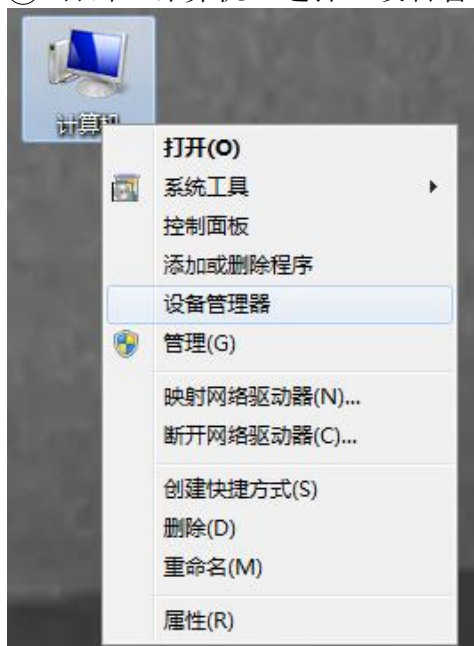 计算机
打开(O)
系统工具
控制面板
添加或删除程序
设备管理器
管理(G)
映射网络驱动器(N)...
断开网络驱动器(C)...
创建快捷方式(S)
删除(D)
重命名(M)
属性(R)